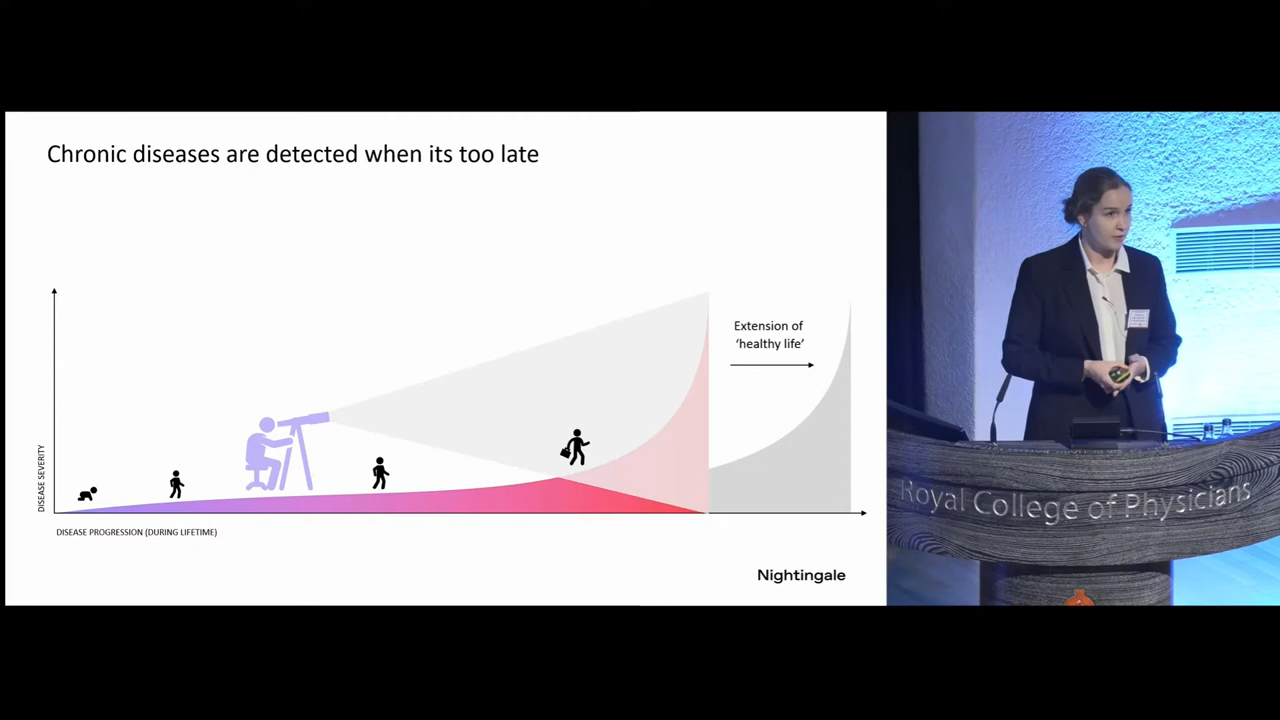 Chronic diseases are detected when its too late
Extension of
‘healthy life’
DISEASE SEVERITY
DISEASE PROGRESSION (DURING LIFETIME)
Nightingale
Royal College of Physicians